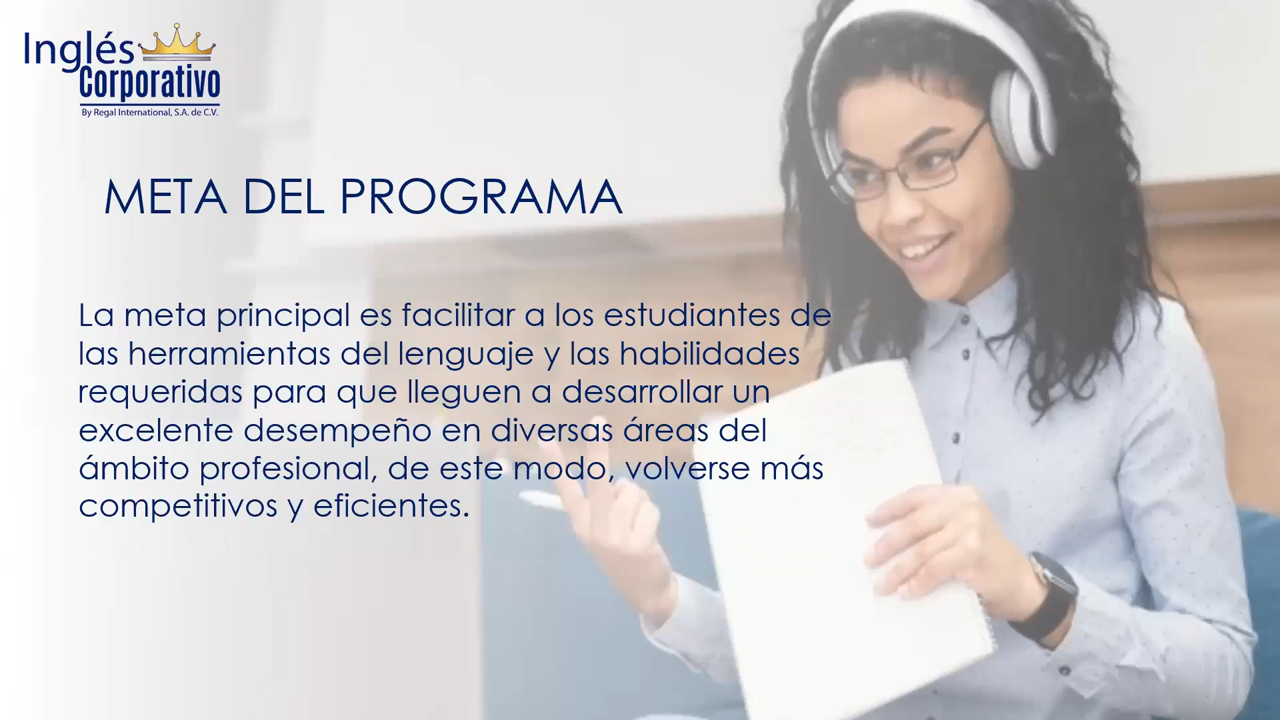 Inglés
Corporativo
By Regal International, S.A. de C.V.
META DEL PROGRAMA
La meta principal es facilitar a los estudiantes de
las herramientas del lenguaje y las habilidades
requeridas para que lleguen a desarrollar un
excelente desempeño en diversas áreas del
ámbito profesional, de este modo, volverse más
competitivos y eficientes.